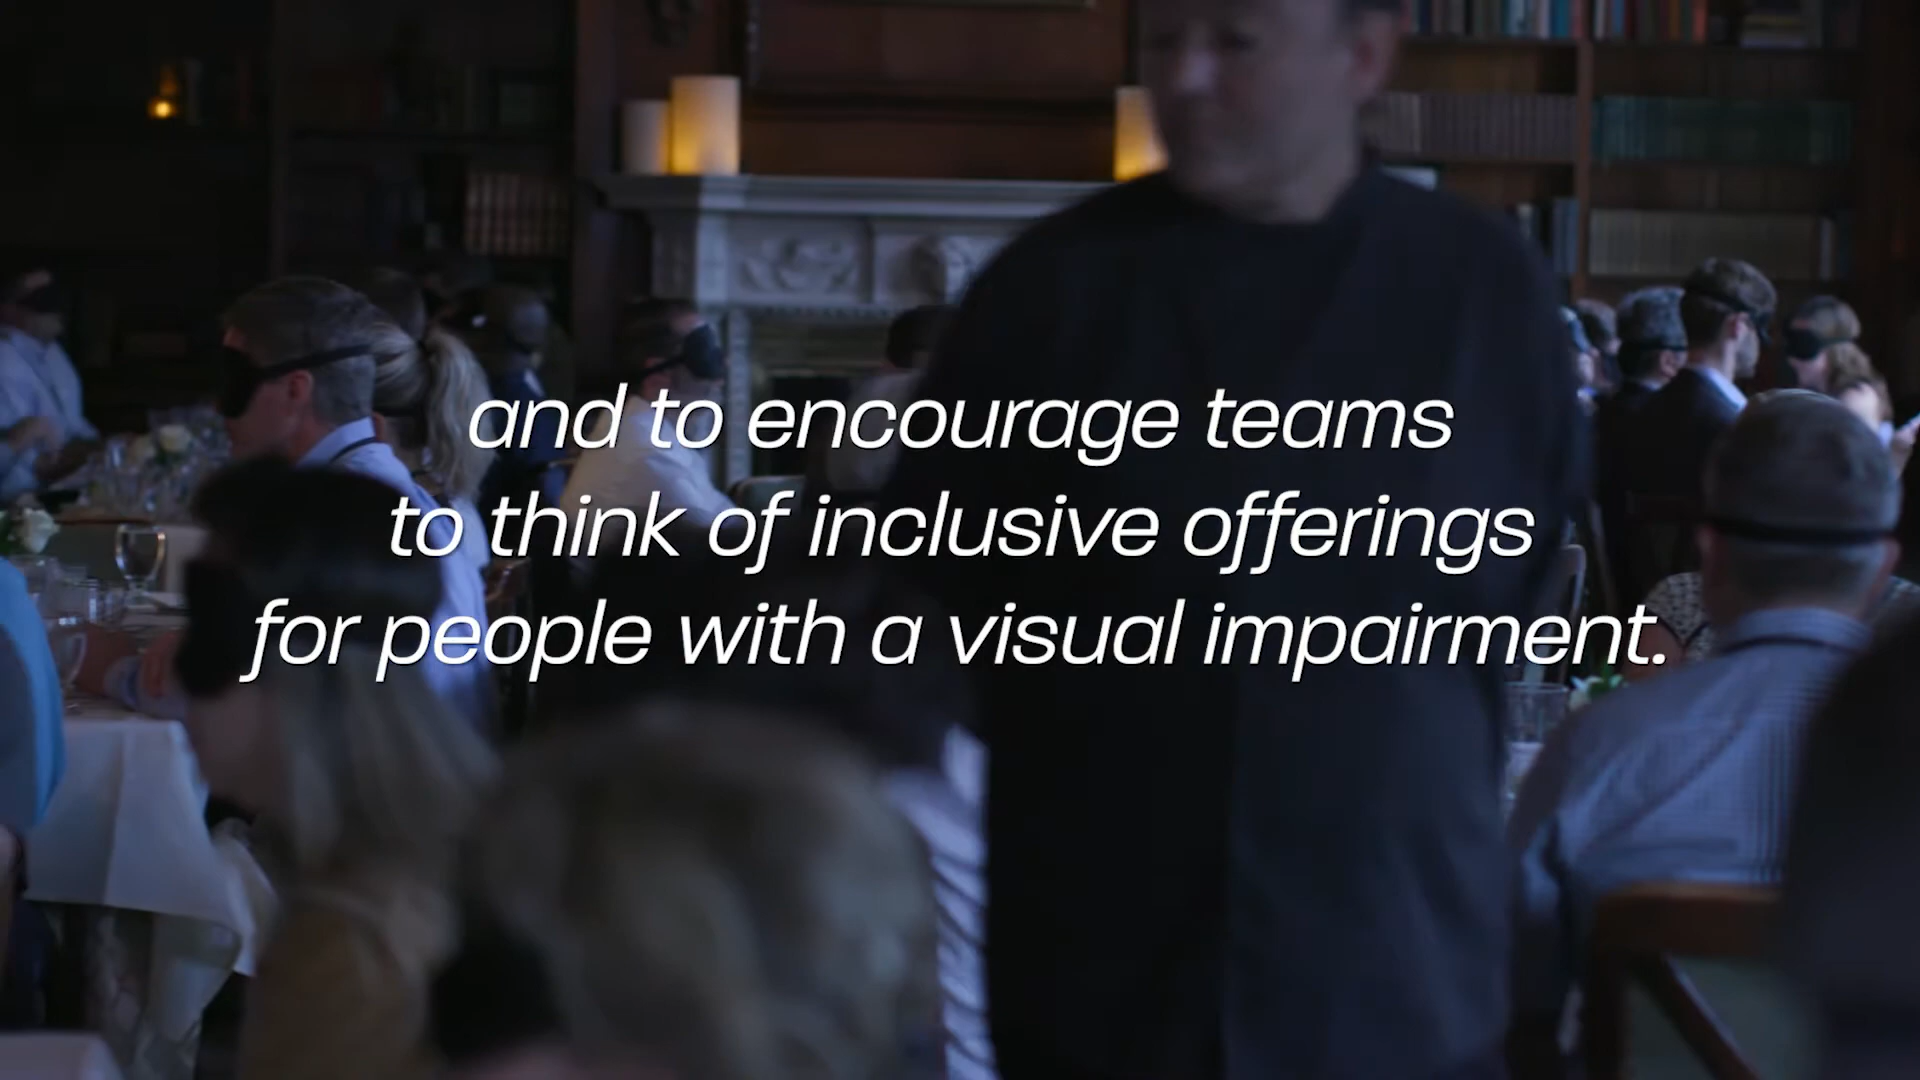 and to encourage teams
to think of inclusive offerings
for people with a visual impairment.